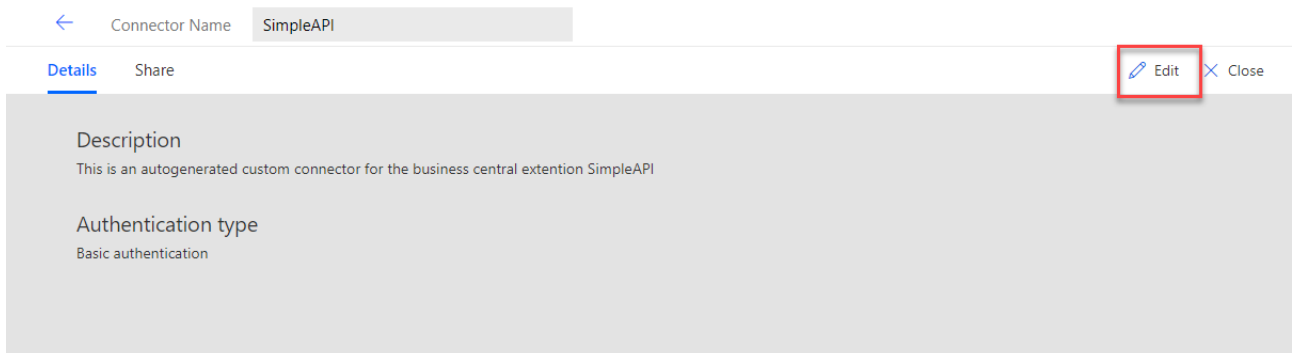 Connector Name SimpleAPI
Details Share Edit Close
Description
This is an autogenerated custom connector for the business central extention SimpleAPI
Authentication type
Basic authentication